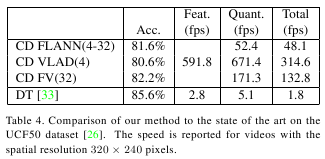 Feat. Quant. Total
Acc. (fps) (fps) (fps)
CD FLANN(4-32) 81.6% 52.4 48.1
CD VLAD(4) 80.6% 591.8 671.4 314.6
CD FV(32) 82.2% 171.3 132.8
DT [33] 85.6% 2.8 5.1 1.8
Table 4. Comparison of our method to the state of the art on the
UCF50 dataset [26]. The speed is reported for videos with the
spatial resolution 320 × 240 pixels.